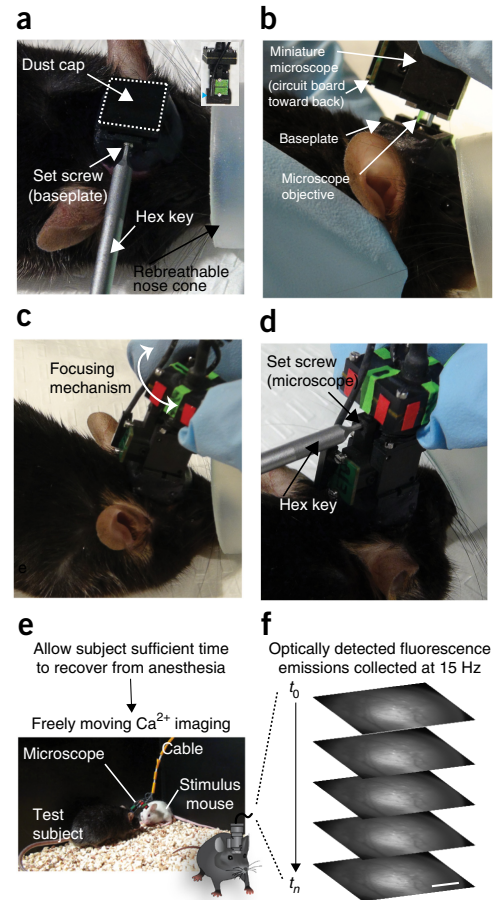 a
Dust cap
Set screw
(baseplate)
Hex key
Rebreathable
nose cone
b
Miniature
microscope
(circuit board
toward back)
Baseplate
Microscope
objective
c
Focusing
mechanism
e
d
Set screw
(microscope)
Hex key
e
Allow subject sufficient time
to recover from anesthesia
Freely moving Ca²⁺ imaging
Microscope
Cable
Stimulus
mouse
Test
subject
f
Optically detected fluorescence
emissions collected at 15 Hz
t₀
tₙ